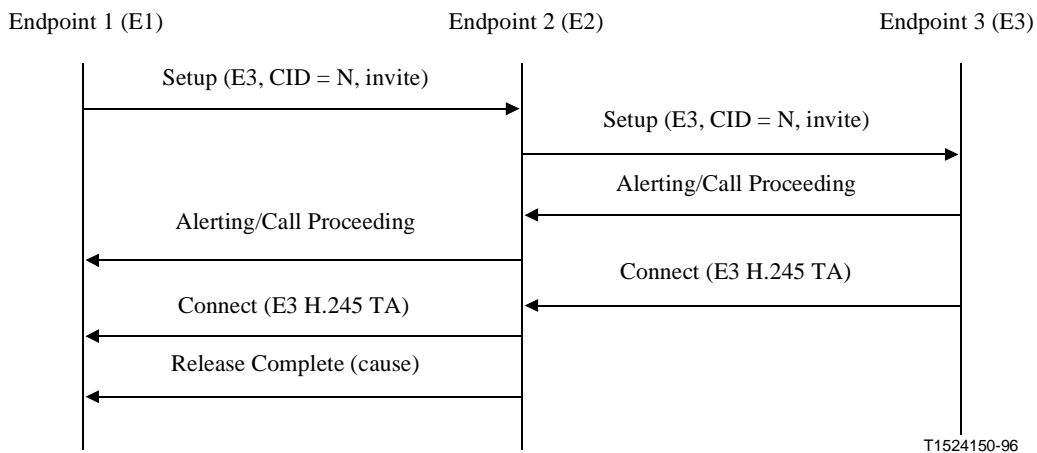 Endpoint 1 (E1)
Endpoint 2 (E2)
Endpoint 3 (E3)
Setup (E3, CID = N, invite)
Setup (E3, CID = N, invite)
Alerting/Call Proceeding
Alerting/Call Proceeding
Connect (E3 H.245 TA)
Connect (E3 H.245 TA)
Release Complete (cause)
T1524150-96